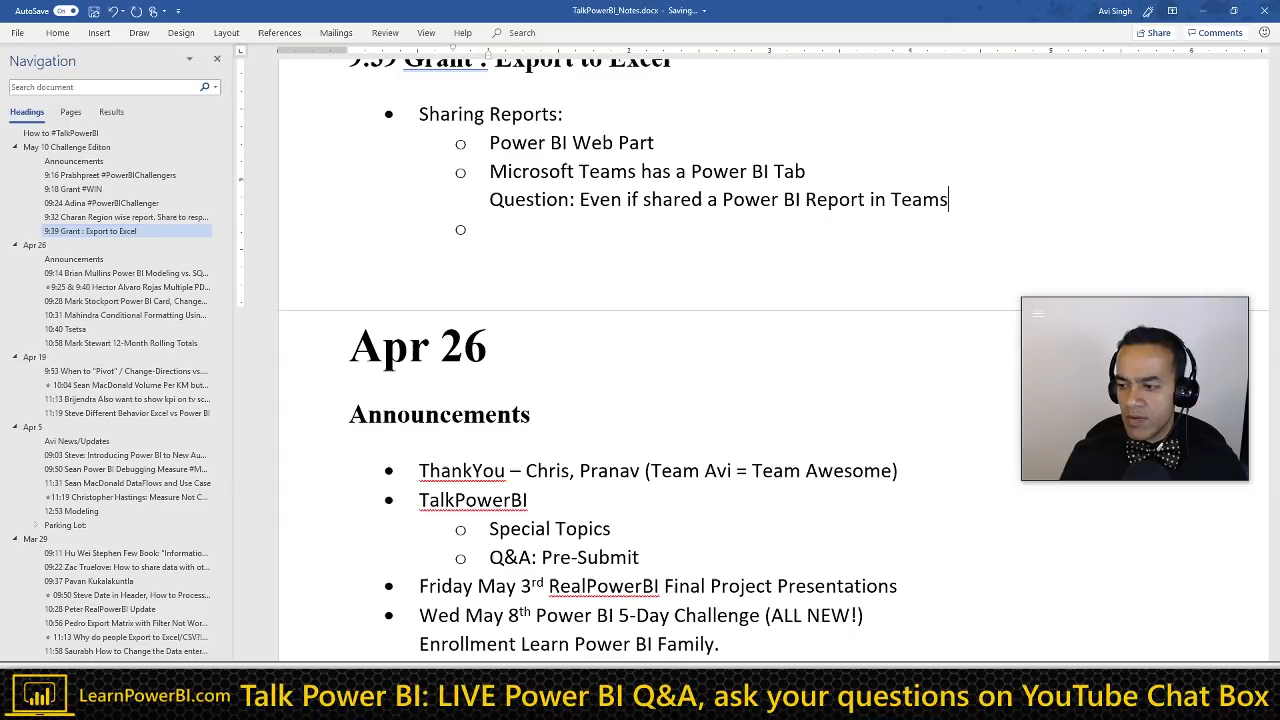 AutoSave On
TalkPowerBI_Notes.docx - Saving...
Avi Singh
File Home Insert Draw Design Layout References Mailings Review View Help Search
Share Comments
Navigation
Search document
Headings Pages Results
How to #TalkPowerBI
May 10 Challenge Editon
Announcements
9:16 Prabhpreet #PowerBIChallengers
9:18 Grant #WIN
09:24 Adina #PowerBIChallenger
9:32 Charan Region wise report. Share to resp...
9:39 Grant : Export to Excel
Apr 26
Announcements
09:14 Brian Mullins Power BI Modeling vs. SQ...
9:25 & 9:40 Hector Alvaro Rojas Multiple PD...
09:28 Mark Stockport Power BI Card, Change...
10:31 Mahindra Conditional Formatting Usin...
10:40 Tsetsa
10:58 Mark Stewart 12-Month Rolling Totals
Apr 19
9:53 When to "Pivot" / Change-Directions vs...
10:04 Sean MacDonald Volume Per KM but...
11:13 Brijendra Also want to show kpi on tv sc...
11:19 Steve Different Behavior Excel vs Power BI
Apr 5
Avi News/Updates
09:03 Steve: Introducing Power BI to New Au...
09:50 Sean Power BI Debugging Measure #M...
11:31 Sean MacDonald DataFlows and Use Case
11:19 Christopher Hastings: Measure Not C...
12:53 Modeling
Parking Lot:
Mar 29
09:11 Hu Wei Stephen Few Book: "Informatio...
09:22 Zac Truelove: How to share data with ot...
09:37 Pavan Kukalakuntla
09:50 Steve Date in Header, How to Process...
10:28 Peter RealPowerBI Update
10:56 Pedro Export Matrix with Filter Not Wor...
11:13 Why do people Export to Excel/CSV?!...
11:58 Saurabh How to Change the Data enter...
1 2 3 4 5 6
9:39 Grant : Export to Excel
Sharing Reports:
Power BI Web Part
Microsoft Teams has a Power BI Tab
Question: Even if shared a Power BI Report in Teams
Apr 26
Announcements
ThankYou – Chris, Pranav (Team Avi = Team Awesome)
TalkPowerBI
Special Topics
Q&A: Pre-Submit
Friday May 3rd RealPowerBI Final Project Presentations
Wed May 8th Power BI 5-Day Challenge (ALL NEW!)
Enrollment Learn Power BI Family.
LearnPowerBI.com Talk Power BI: LIVE Power BI Q&A, ask your questions on YouTube Chat Box